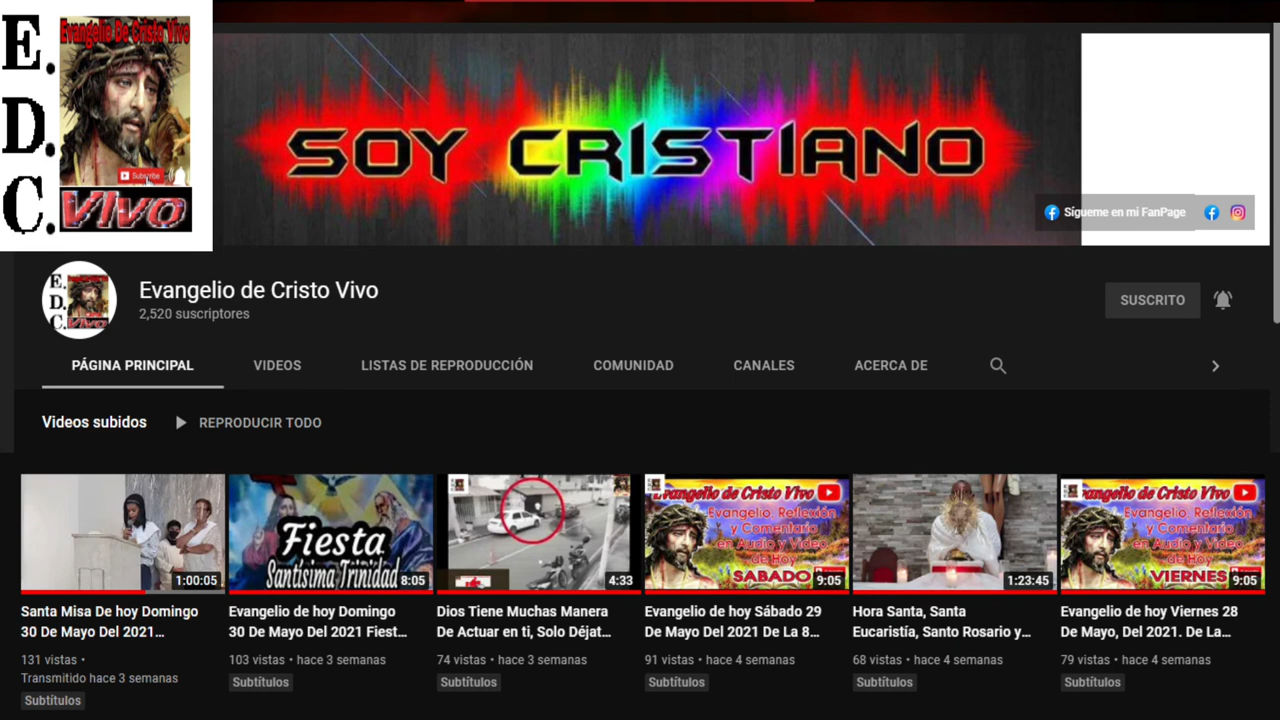 E.
D.
C.
Evangelio De Cristo Vivo
Subscribe
VIvo
SOY CRISTIANO
Sígueme en mi FanPage
E.
D.
C.
Vivo
Evangelio de Cristo Vivo
2,520 suscriptores
SUSCRITO
PÁGINA PRINCIPAL
VIDEOS
LISTAS DE REPRODUCCIÓN
COMUNIDAD
CANALES
ACERCA DE
Videos subidos
REPRODUCIR TODO
1:00:05
Santa Misa De hoy Domingo
30 De Mayo Del 2021...
131 vistas •
Transmitido hace 3 semanas
Subtítulos
Fiesta
Santísima Trinidad
8:05
Evangelio de hoy Domingo
30 De Mayo Del 2021 Fiest...
103 vistas • hace 3 semanas
Subtítulos
4:33
Dios Tiene Muchas Manera
De Actuar en ti, Solo Déjat...
74 vistas • hace 3 semanas
Subtítulos
Evangelio de Cristo Vivo
Evangelio, Reflexión
y Comentario
en Audio y Video
de Hoy
SABADO
9:05
Evangelio de hoy Sábado 29
De Mayo Del 2021 De La 8...
91 vistas • hace 4 semanas
Subtítulos
1:23:45
Hora Santa, Santa
Eucaristía, Santo Rosario y...
68 vistas • hace 4 semanas
Subtítulos
Evangelio de Cristo Vivo
Evangelio, Reflexión
y Comentario
en Audio y Video
de Hoy
VIERNES
9:05
Evangelio de hoy Viernes 28
De Mayo, Del 2021. De La...
79 vistas • hace 4 semanas
Subtítulos